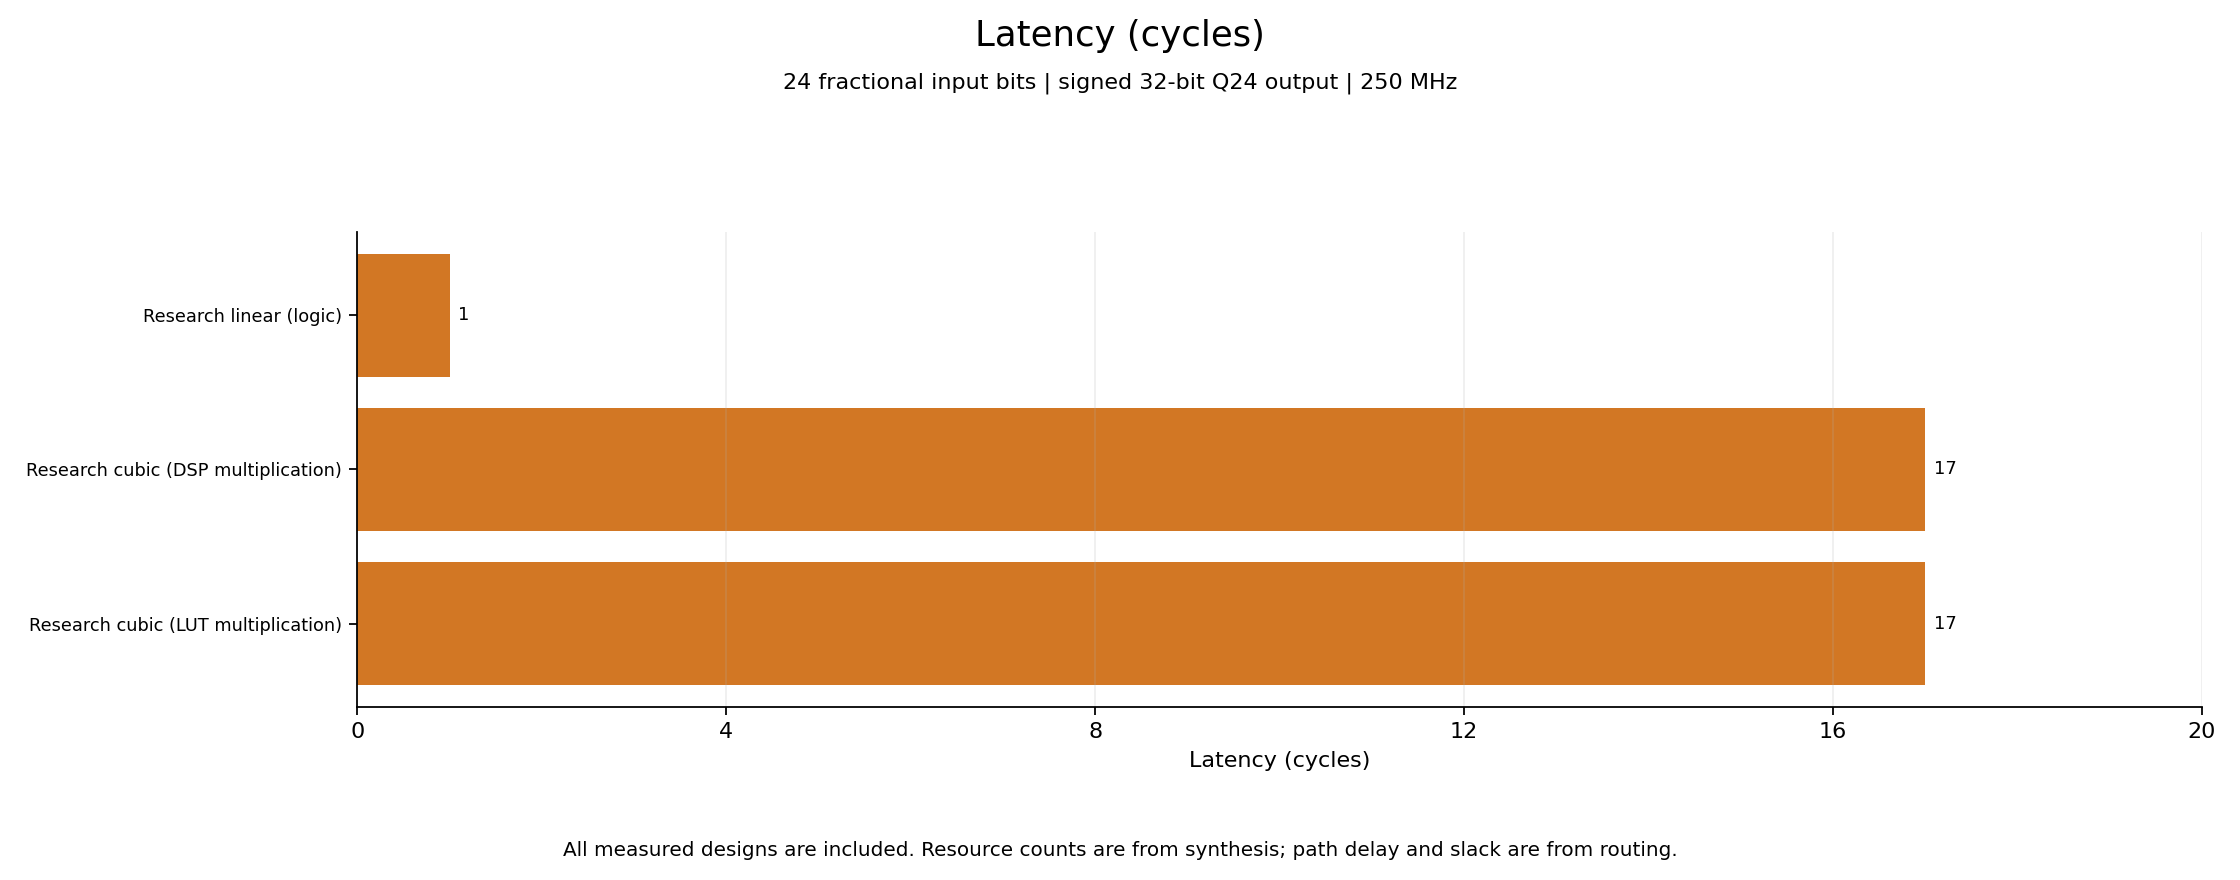 Latency (cycles)
24 fractional input bits | signed 32-bit Q24 output | 250 MHz
Research linear (logic)
1
Research cubic (DSP multiplication)
17
Research cubic (LUT multiplication)
17
0 4 8 12 16 20
Latency (cycles)
All measured designs are included. Resource counts are from synthesis; path delay and slack are from routing.